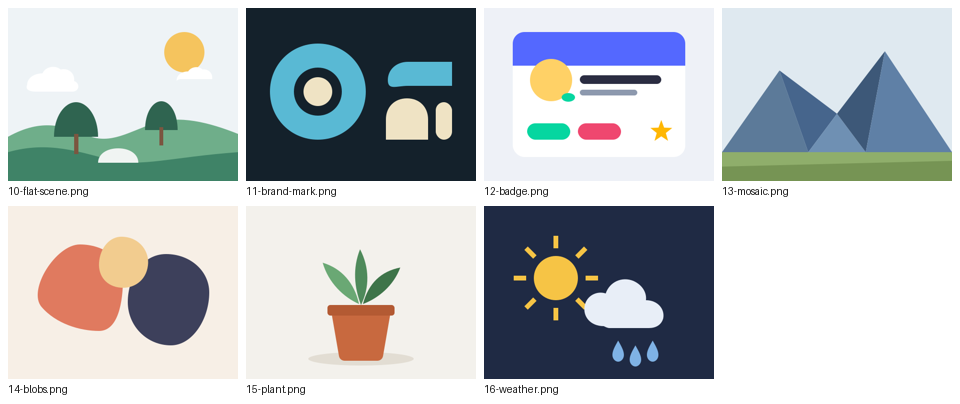 10-flat-scene.png
11-brand-mark.png
12-badge.png
13-mosaic.png
14-blobs.png
15-plant.png
16-weather.png